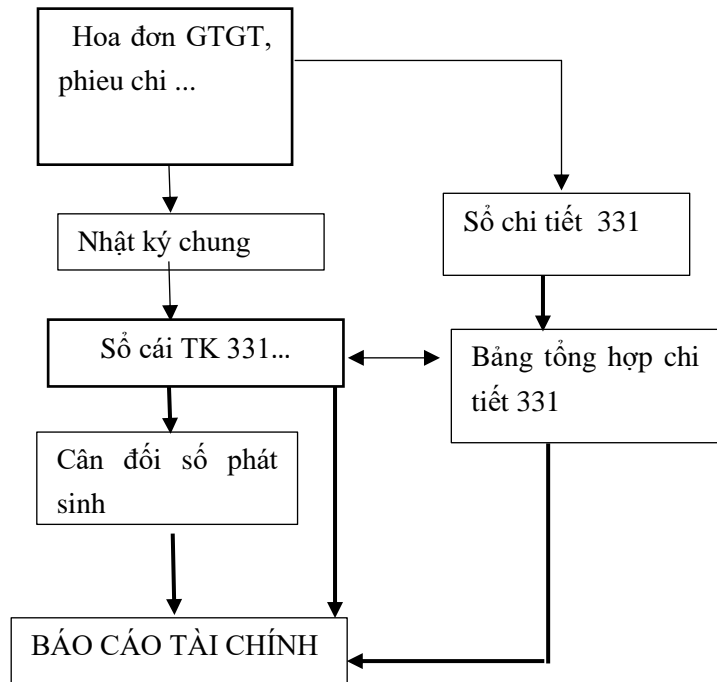 Hoa đơn GTGT,
phieu chi ...
Sổ chi tiết 331
Nhật ký chung
Sổ cái TK 331...
Bảng tổng hợp chi
tiết 331
Cân đối số phát
sinh
BÁO CÁO TÀI CHÍNH